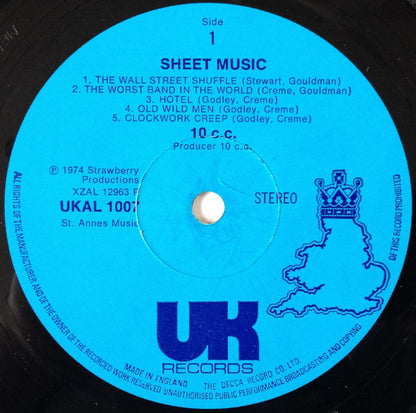 Side
1
SHEET MUSIC
1. THE WALL STREET SHUFFLE (Stewart, Gouldman)
2. THE WORST BAND IN THE WORLD (Creme, Gouldman)
3. HOTEL (Godley, Creme)
4. OLD WILD MEN (Godley, Creme)
5. CLOCKWORK CREEP (Godley, Creme)
10 c.c.
Producer 10 c.c.
℗ 1974 Strawberry
Productions
XZAL 12963 P
UKAL 1007
St. Annes Music
STEREO
UK
RECORDS
MADE IN ENGLAND THE DECCA RECORD CO. LTD.
ALL RIGHTS OF THE MANUFACTURER AND OF THE OWNER OF THE RECORDED WORK RESERVED UNAUTHORISED PUBLIC PERFORMANCE BROADCASTING AND COPYING OF THIS RECORD PROHIBITED